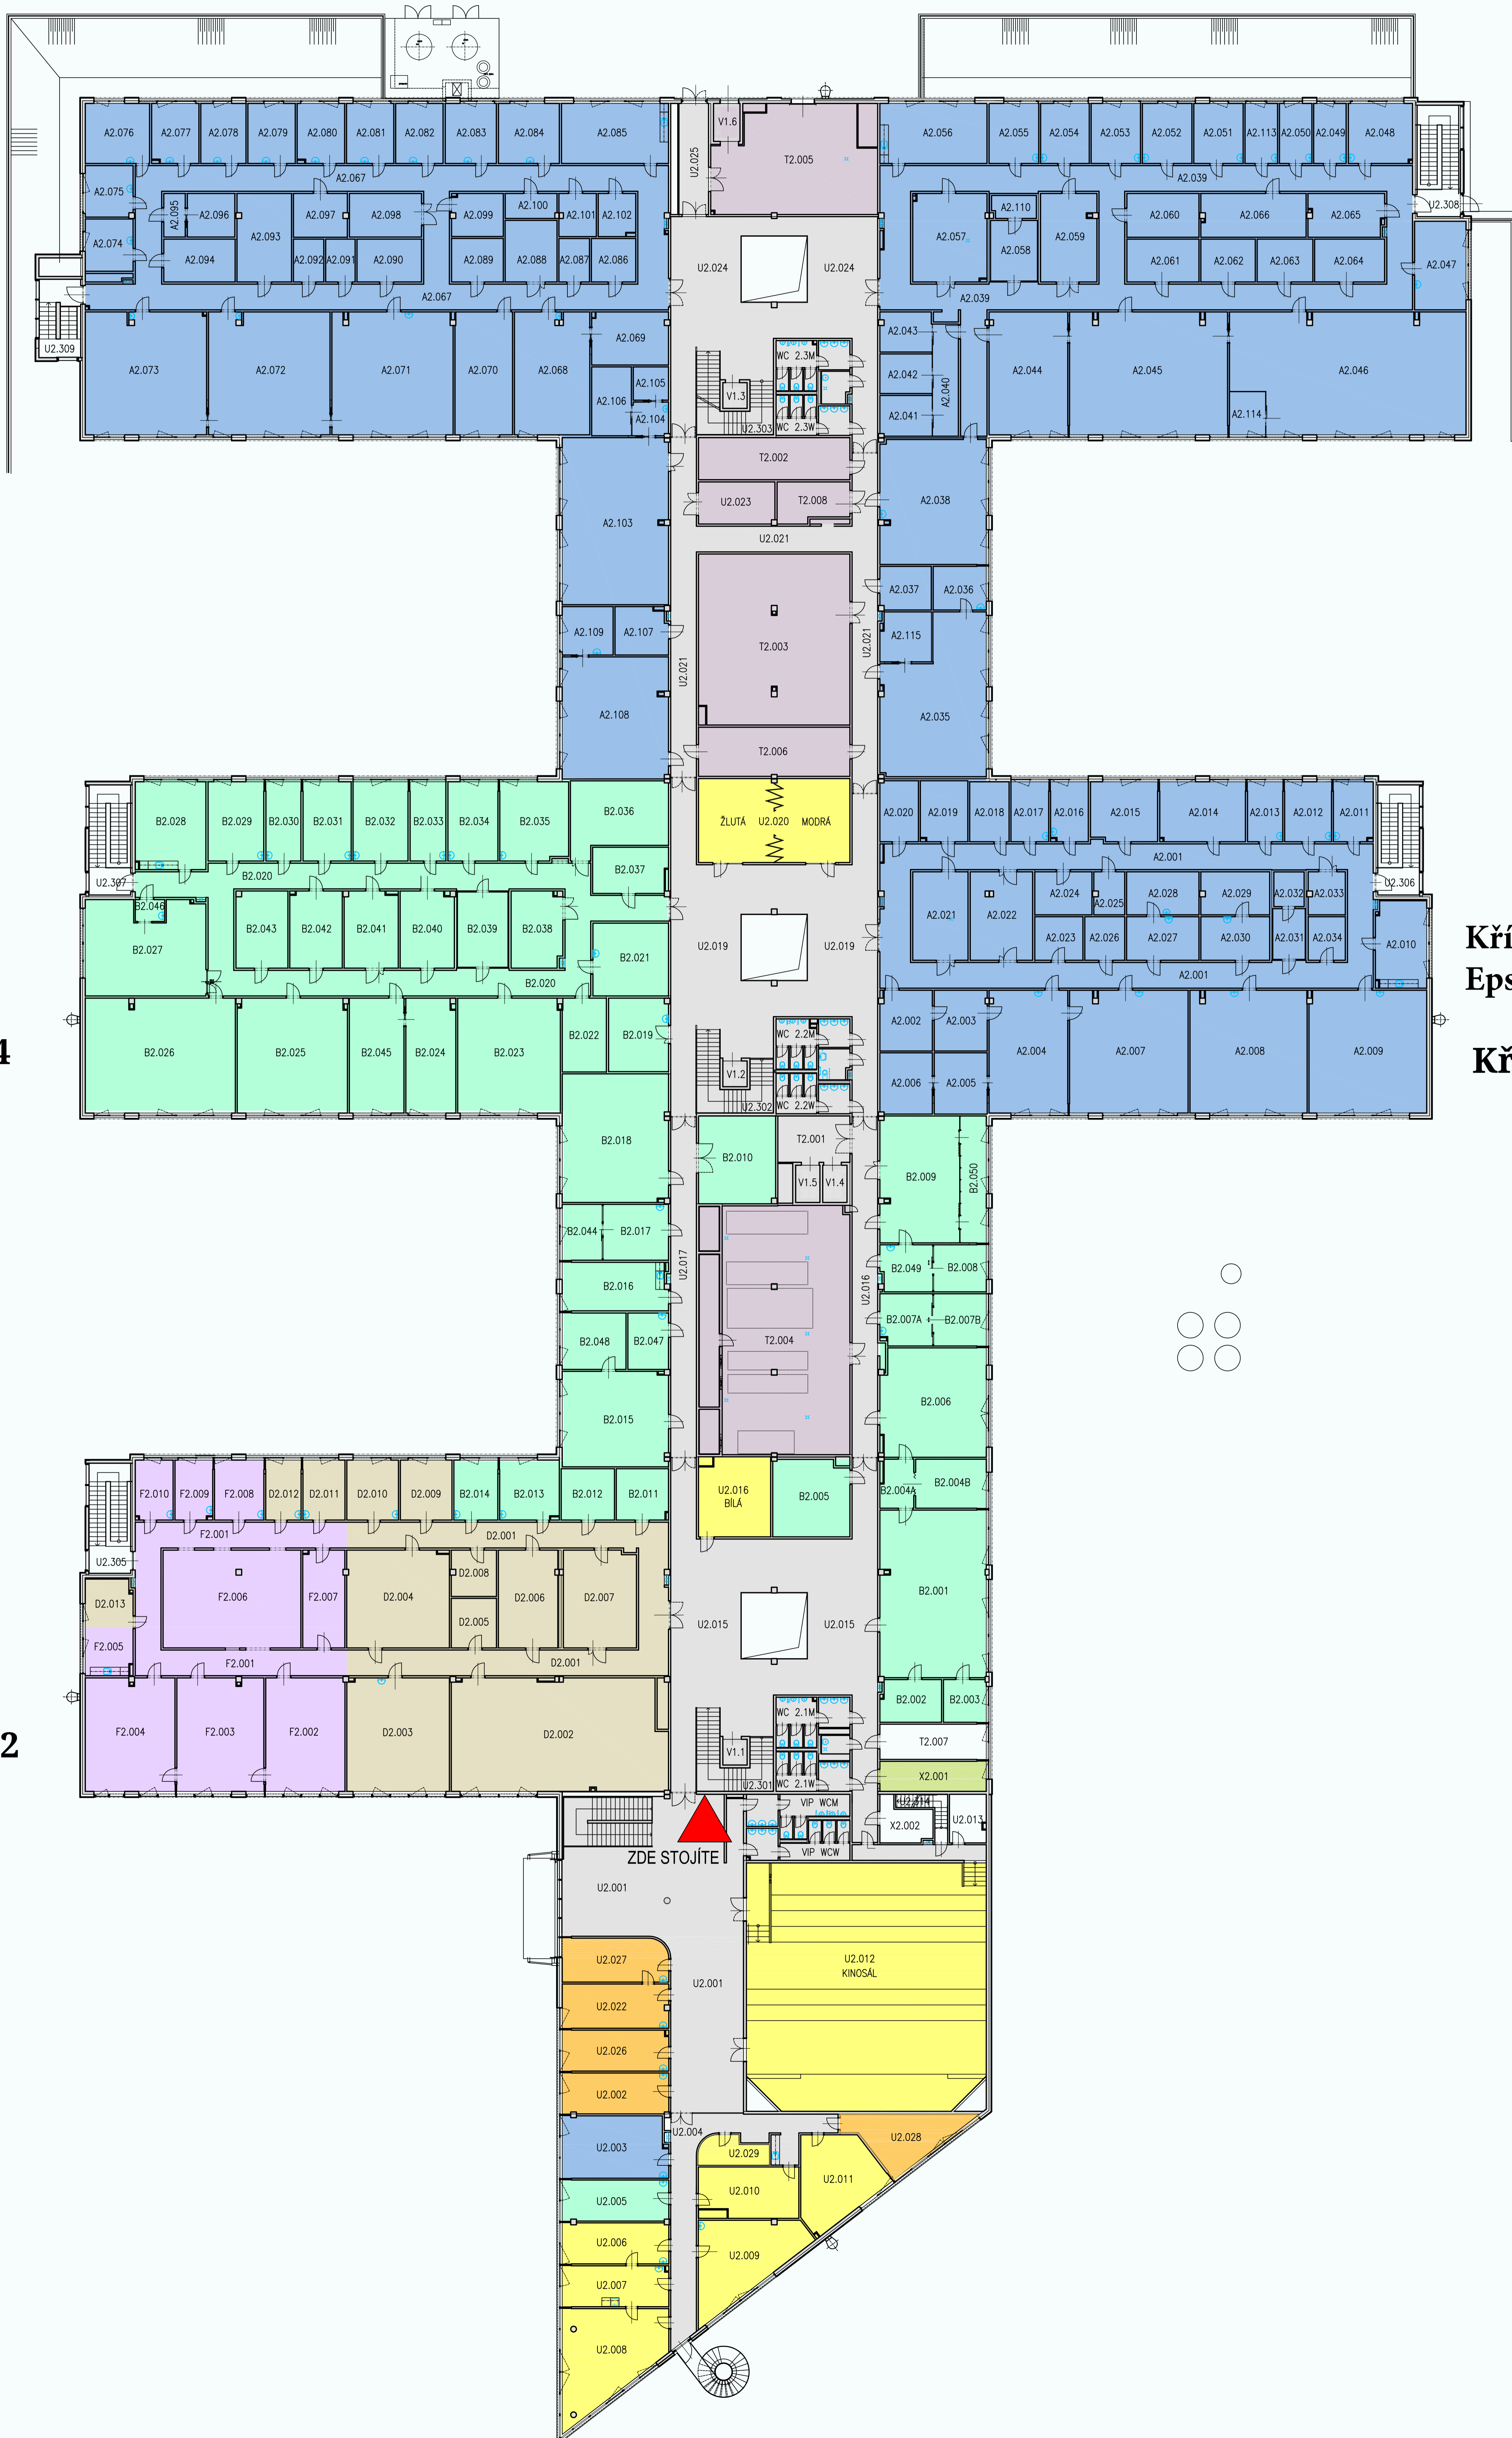 V1.6
A2.076 A2.077 A2.078 A2.079 A2.080 A2.081 A2.082 A2.083 A2.084 A2.085
U2.025
T2.005
A2.056 A2.055 A2.054 A2.053 A2.052 A2.051 A2.113 A2.050 A2.049 A2.048
A2.075 A2.067
A2.039
U2.308
A2.095 A2.096 A2.097 A2.098 A2.099 A2.100 A2.101 A2.102
A2.110 A2.060 A2.066 A2.065
A2.074 A2.094 A2.093 A2.092 A2.091 A2.090 A2.089 A2.088 A2.087 A2.086
A2.057 A2.058 A2.059 A2.061 A2.062 A2.063 A2.064 A2.047
U2.024 U2.024
A2.067
A2.039
U2.309
A2.073 A2.072 A2.071 A2.070 A2.068 A2.069
A2.106 A2.105
A2.104
WC 2.3M
V1.3
U2.303 WC 2.3W
A2.043
A2.042 A2.040
A2.041
A2.044 A2.045 A2.046
A2.114
T2.002
U2.023 T2.008
A2.103
A2.038
U2.021
A2.037 A2.036
A2.109 A2.107
U2.021
T2.003
U2.021
A2.115
A2.108
A2.035
T2.006
ŽLUTÁ U2.020 MODRÁ
B2.028 B2.029 B2.030 B2.031 B2.032 B2.033 B2.034 B2.035 B2.036
A2.020 A2.019 A2.018 A2.017 A2.016 A2.015 A2.014 A2.013 A2.012 A2.011
B2.037
A2.001
U2.307
B2.020
U2.306
B2.046
B2.027 B2.043 B2.042 B2.041 B2.040 B2.039 B2.038
B2.021
U2.019 U2.019
A2.021 A2.022 A2.024 A2.025 A2.028 A2.029 A2.032 A2.033
A2.023 A2.026 A2.027 A2.030 A2.031 A2.034 A2.010
B2.020
A2.001
Kří
Eps
4
B2.026 B2.025 B2.045 B2.024 B2.023 B2.022 B2.019
WC 2.2M
V1.2
U2.302 WC 2.2W
A2.002 A2.003
A2.006 A2.005
A2.004 A2.007 A2.008 A2.009
Kř
B2.018
B2.010
T2.001
V1.5 V1.4
B2.009 B2.050
B2.044 B2.017
U2.017
B2.016
B2.049 B2.008
U2.016
B2.048 B2.047
T2.004
B2.007A B2.007B
B2.015
B2.006
F2.010 F2.009 F2.008 D2.012 D2.011 D2.010 D2.009 B2.014 B2.013 B2.012 B2.011
U2.016
BÍLÁ
B2.005
B2.004A B2.004B
F2.001
D2.001
U2.305
F2.006 F2.007 D2.004 D2.008 D2.006 D2.007
D2.005
D2.013
F2.005
B2.001
U2.015 U2.015
F2.001
D2.001
F2.004 F2.003 F2.002 D2.003 D2.002
WC 2.1M
V1.1
U2.301 WC 2.1W
B2.002 B2.003
T2.007
X2.001
2
VIP WCM
U2.014
X2.002 U2.013
VIP WCW
ZDE STOJÍTE
U2.001
U2.027
U2.001
U2.012
KINOSÁL
U2.022
U2.026
U2.002
U2.003
U2.004
U2.028
U2.029
U2.005
U2.010 U2.011
U2.006
U2.009
U2.007
U2.008